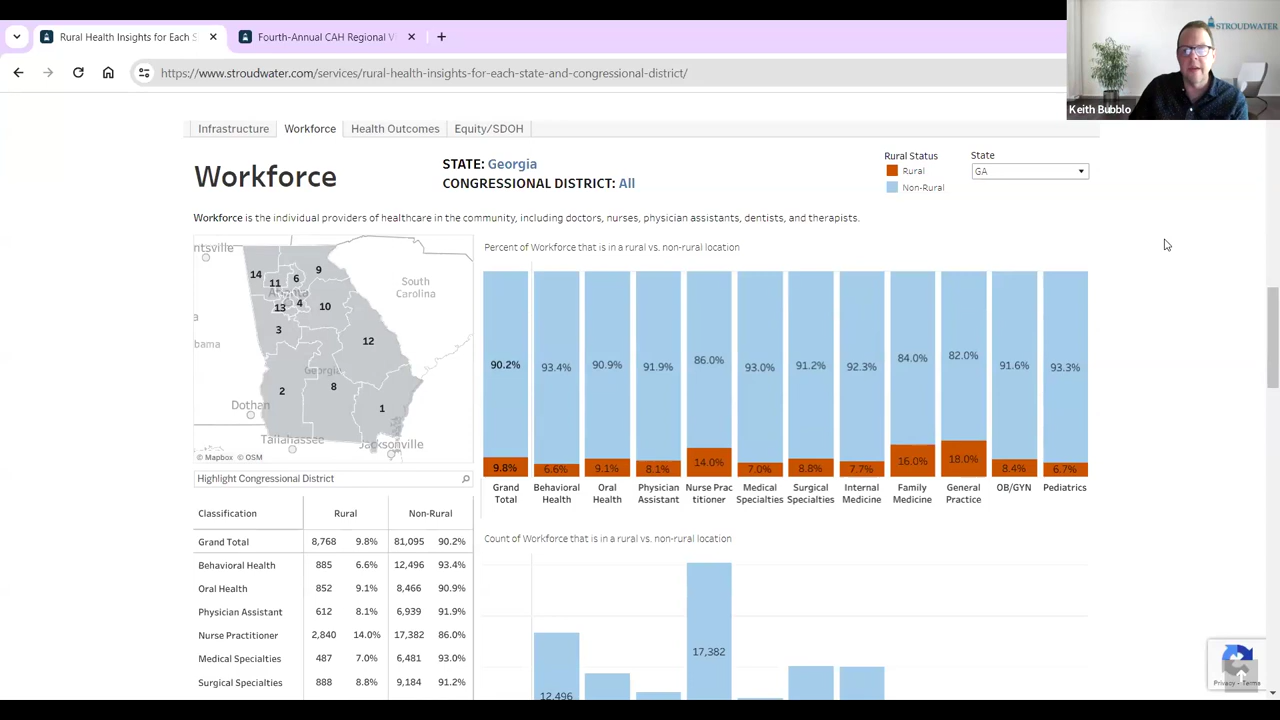 Rural Health Insights for Each S
Fourth-Annual CAH Regional V
https://www.stroudwater.com/services/rural-health-insights-for-each-state-and-congressional-district/
STROUDWATER
Keith Bubblo
Infrastructure Workforce Health Outcomes Equity/SDOH
Workforce
STATE: Georgia
CONGRESSIONAL DISTRICT: All
Rural Status
Rural
Non-Rural
State
GA
Workforce is the individual providers of healthcare in the community, including doctors, nurses, physician assistants, dentists, and therapists.
ntsville
14
11
6
9
13
4
10
3
12
2
8
1
South
Carolina
bama
Georgia
Dothan
Tallahassee
Jacksonville
© Mapbox © OSM
Highlight Congressional District
Percent of Workforce that is in a rural vs. non-rural location
90.2% 93.4% 90.9% 91.9% 86.0% 93.0% 91.2% 92.3% 84.0% 82.0% 91.6% 93.3%
9.8% 6.6% 9.1% 8.1% 14.0% 7.0% 8.8% 7.7% 16.0% 18.0% 8.4% 6.7%
Grand Behavioral Oral Physician Nurse Prac Medical Surgical Internal Family General OB/GYN Pediatrics
Total Health Health Assistant titioner Specialties Specialties Medicine Medicine Practice
Classification Rural Non-Rural
Grand Total 8,768 9.8% 81,095 90.2%
Behavioral Health 885 6.6% 12,496 93.4%
Oral Health 852 9.1% 8,466 90.9%
Physician Assistant 612 8.1% 6,939 91.9%
Nurse Practitioner 2,840 14.0% 17,382 86.0%
Medical Specialties 487 7.0% 6,481 93.0%
Surgical Specialties 888 8.8% 9,184 91.2%
Count of Workforce that is in a rural vs. non-rural location
17,382
12,496
Privacy - Terms